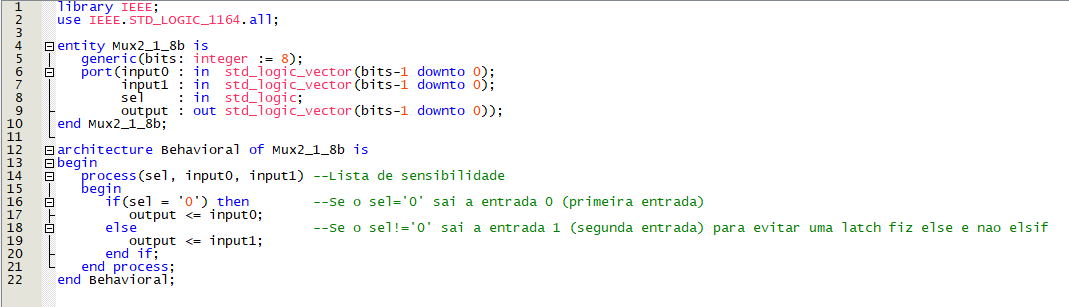 1 library IEEE;
2 use IEEE.STD_LOGIC_1164.all;
3
4 entity Mux2_1_8b is
5 generic(bits: integer := 8);
6 port(input0 : in std_logic_vector(bits-1 downto 0);
7 input1 : in std_logic_vector(bits-1 downto 0);
8 sel : in std_logic;
9 output : out std_logic_vector(bits-1 downto 0));
10 end Mux2_1_8b;
11
12 architecture Behavioral of Mux2_1_8b is
13 begin
14 process(sel, input0, input1) --Lista de sensibilidade
15 begin
16 if(sel = '0') then --Se o sel='0' sai a entrada 0 (primeira entrada)
17 output <= input0;
18 else --Se o sel!='0' sai a entrada 1 (segunda entrada) para evitar uma latch fiz else e nao elsif
19 output <= input1;
20 end if;
21 end process;
22 end Behavioral;